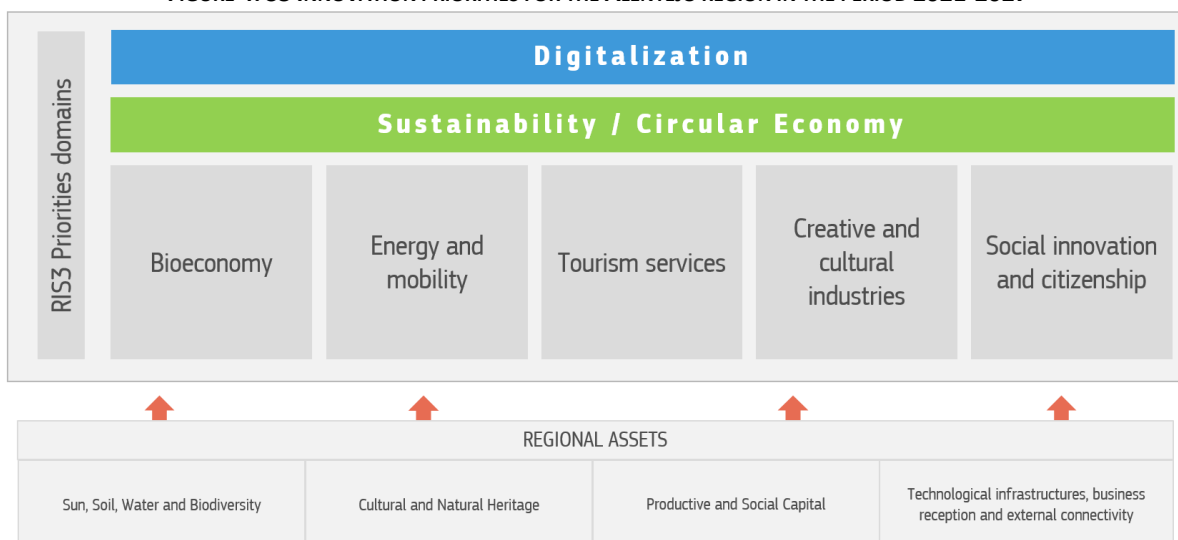 Digitalization
Sustainability / Circular Economy
RIS3 Priorities domains
Bioeconomy
Energy and
mobility
Tourism services
Creative and
cultural
industries
Social innovation
and citizenship
REGIONAL ASSETS
Sun, Soil, Water and Biodiversity
Cultural and Natural Heritage
Productive and Social Capital
Technological infrastructures, business
reception and external connectivity